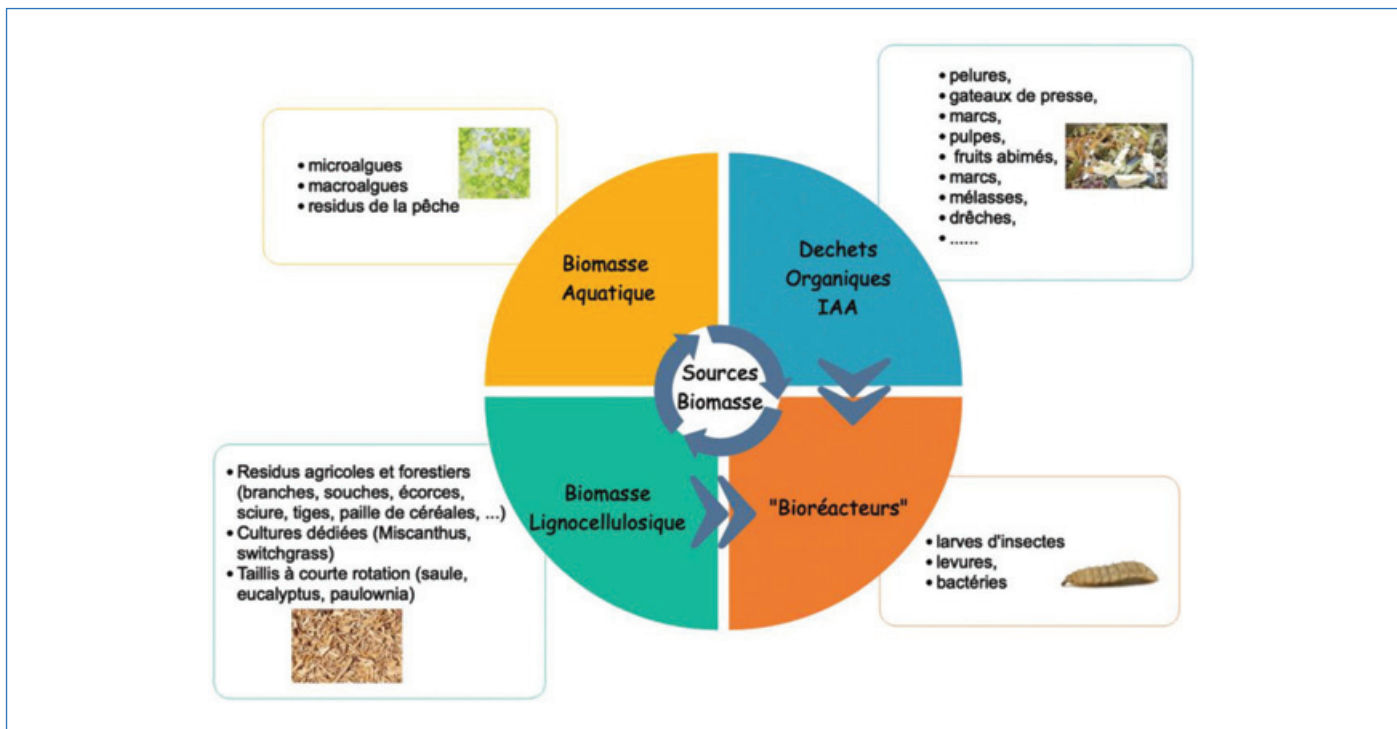 • microalgues
• macroalgues
• residus de la pêche
• pelures,
• gateaux de presse,
• marcs,
• pulpes,
• fruits abimés,
• marcs,
• mélasses,
• drêches,
• ......
Biomasse
Aquatique
Dechets
Organiques
IAA
Sources
Biomasse
Biomasse
Lignocellulosique
"Bioréacteurs"
• Residus agricoles et forestiers
(branches, souches, écorces,
sciure, tiges, paille de céréales, ...)
• Cultures dédiées (Miscanthus,
switchgrass)
• Taillis à courte rotation (saule,
eucalyptus, paulownia)
• larves d'insectes
• levures,
• bactéries